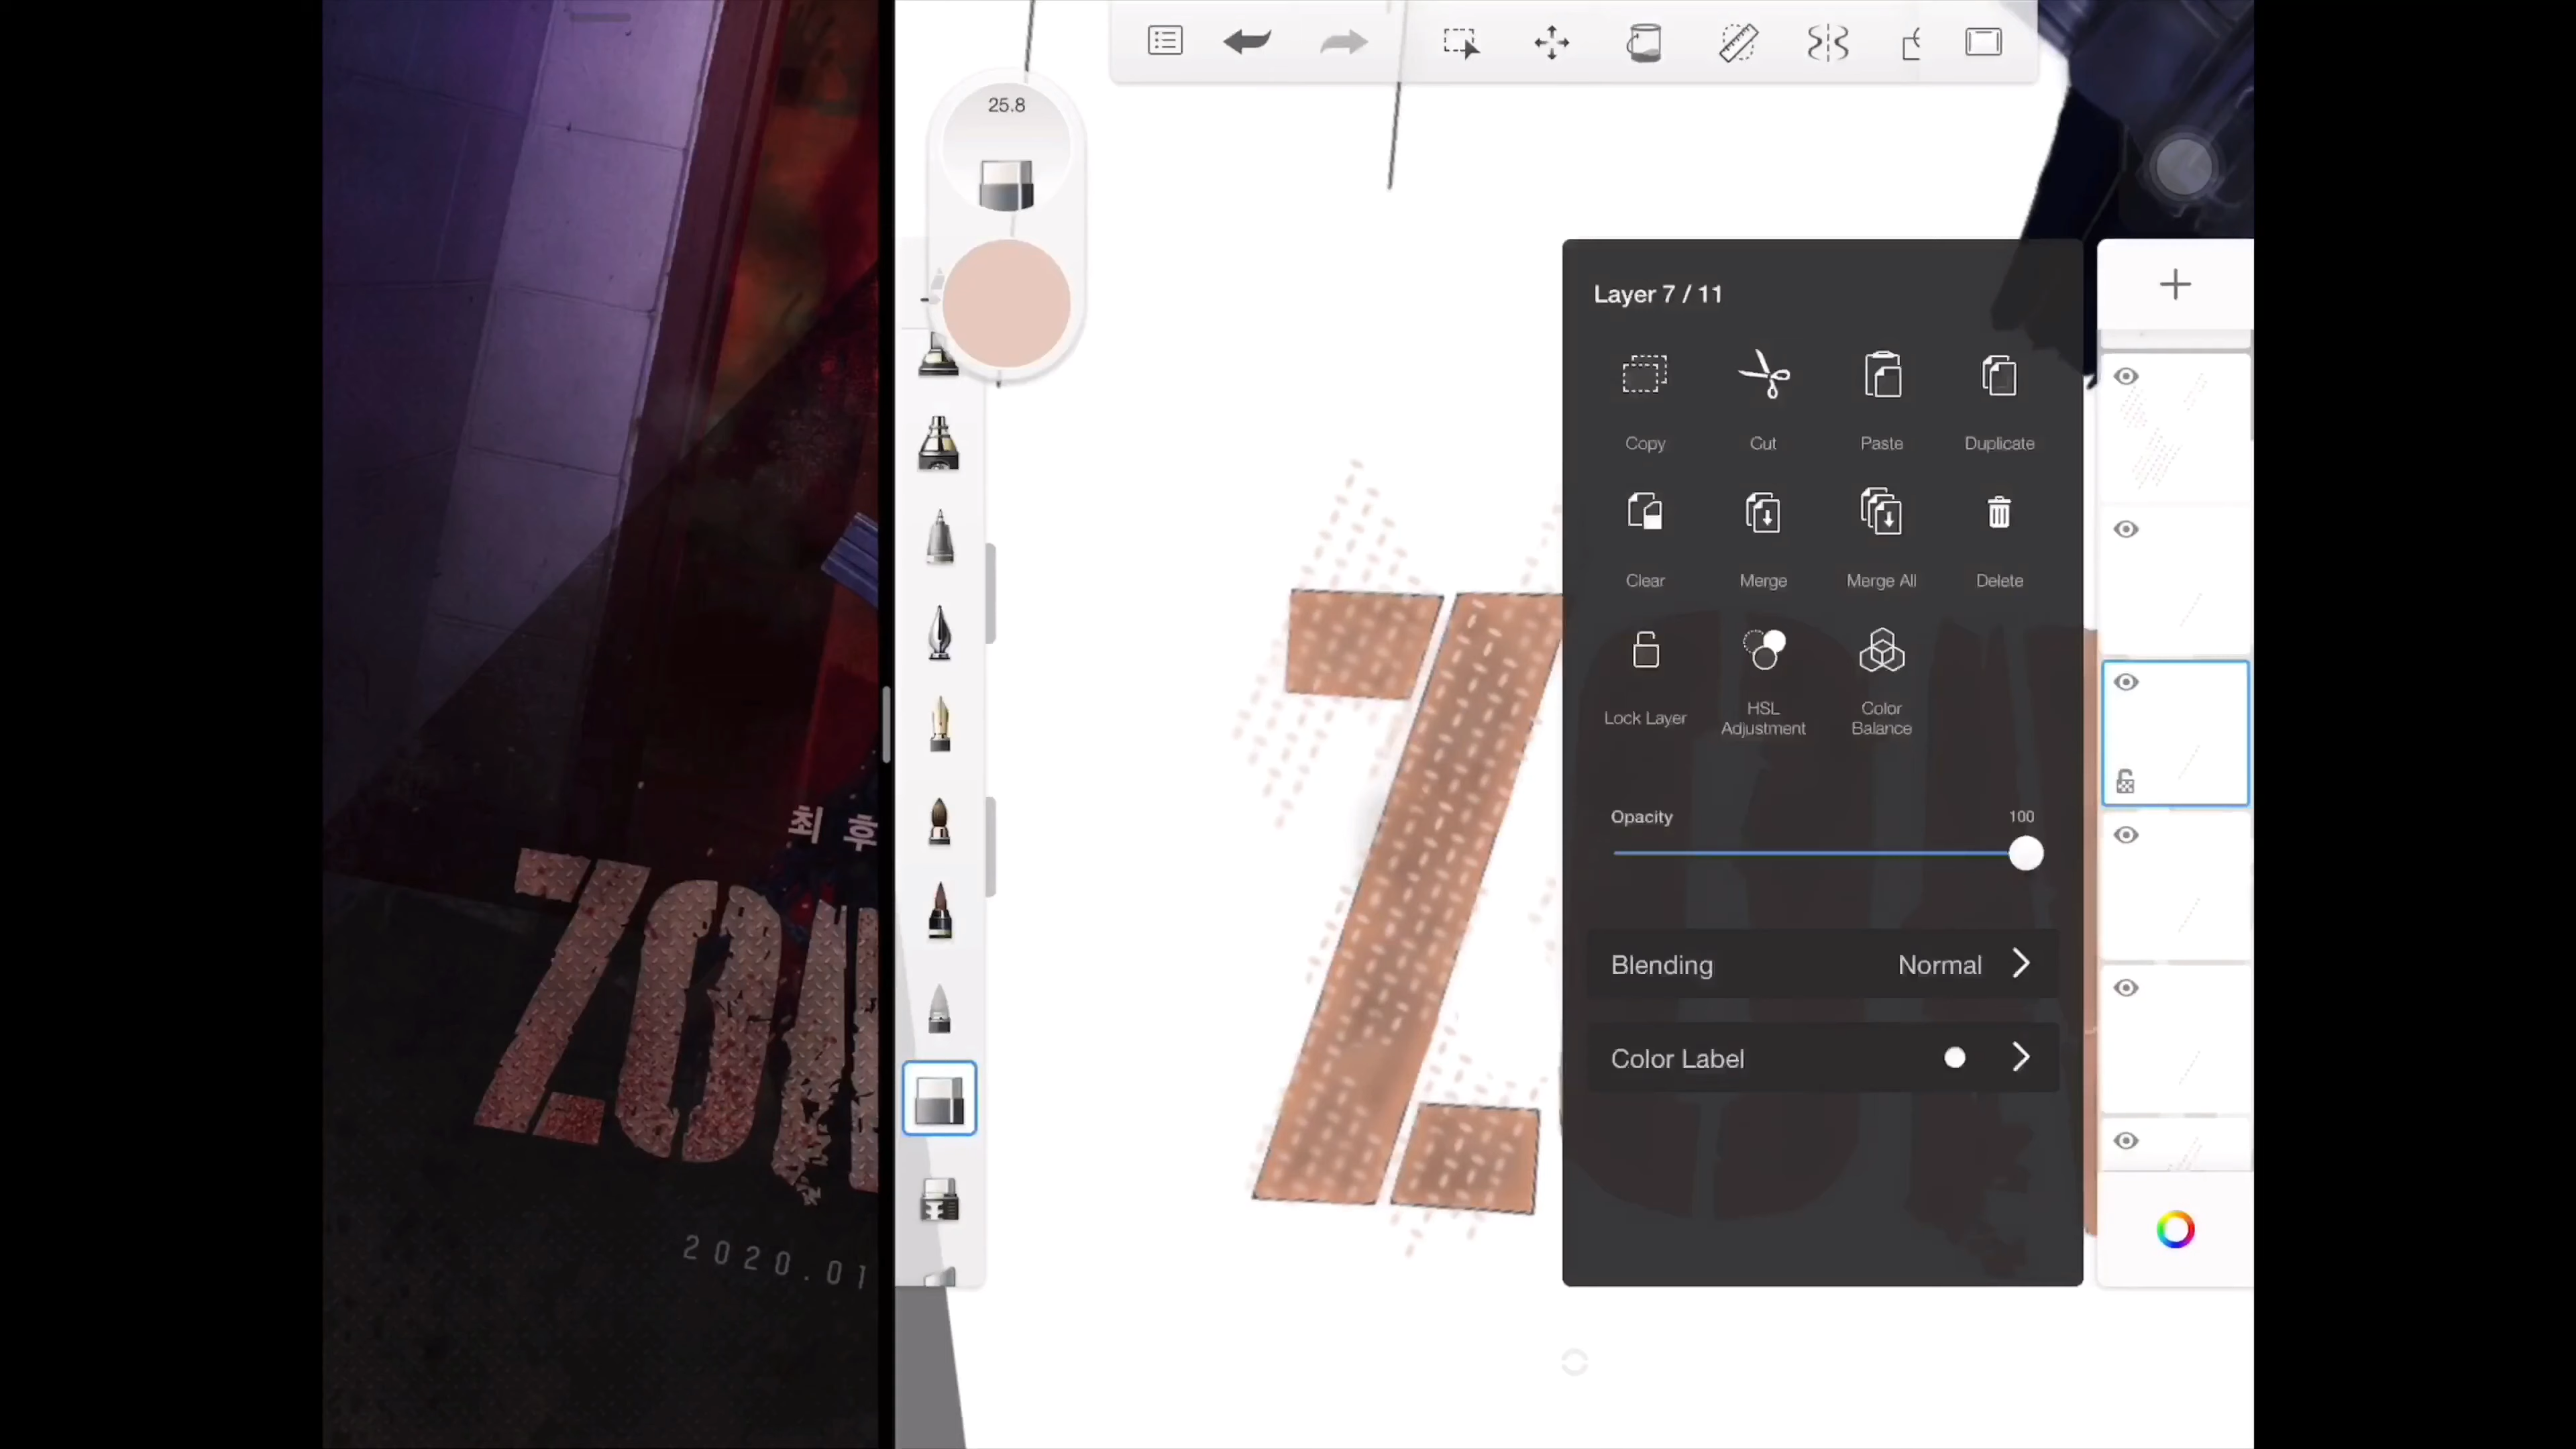 25.8
Layer 7 / 11
Copy
Cut
Paste
Duplicate
Clear
Merge
Merge All
Delete
Lock Layer
HSL
Adjustment
Color
Balance
Opacity
100
Blending
Normal
Color Label
최 후
ZOM
2020.01